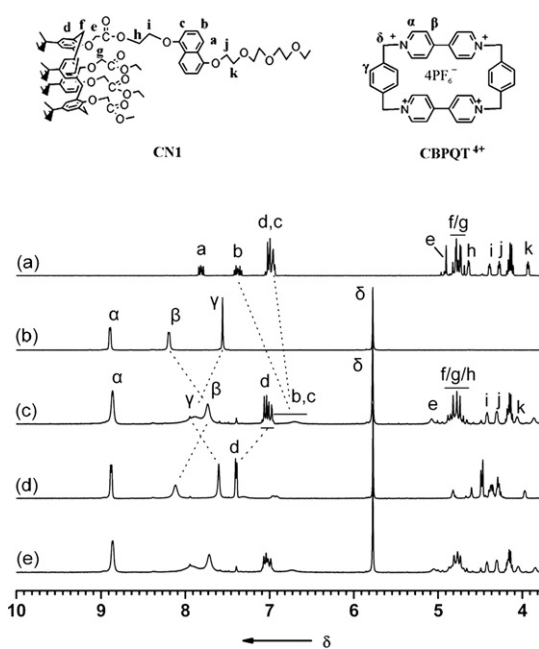 d f e O i c b
O O
h O a j
O O O O O
g k
4PF₆⁻
CN1
α β
δ
γ
CBPQT⁴⁺
d,c f/g
a b e h i j k
(a)
α β γ δ
(b)
α γ β d b,c δ e f/g/h i j k
(c)
d
(d)
(e)
10 9 8 7 6 5 4
δ